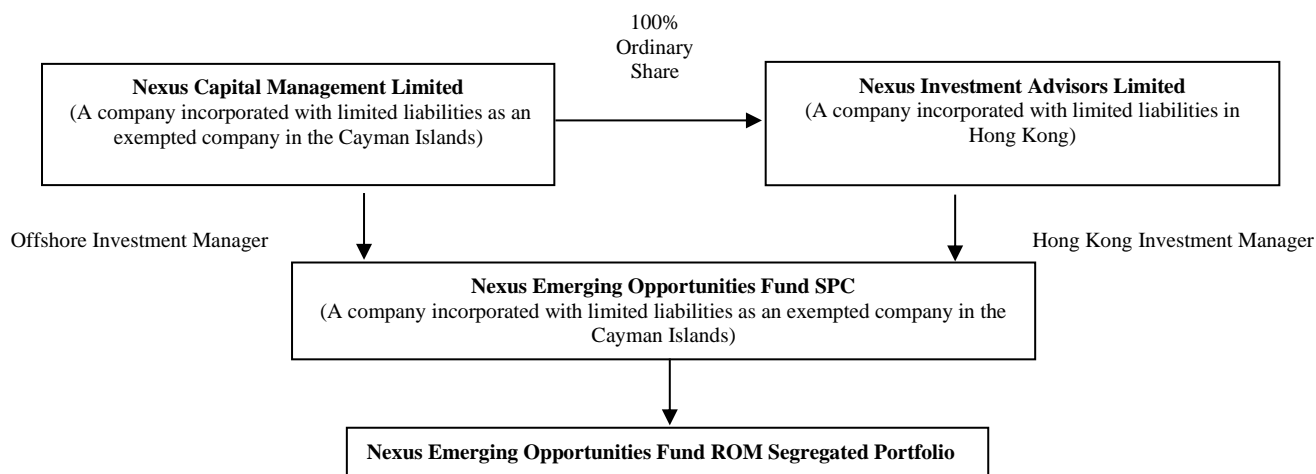 100%
Ordinary
Share
Nexus Capital Management Limited
(A company incorporated with limited liabilities as an
exempted company in the Cayman Islands)
Nexus Investment Advisors Limited
(A company incorporated with limited liabilities in
Hong Kong)
Offshore Investment Manager
Hong Kong Investment Manager
Nexus Emerging Opportunities Fund SPC
(A company incorporated with limited liabilities as an exempted company in the
Cayman Islands)
Nexus Emerging Opportunities Fund ROM Segregated Portfolio